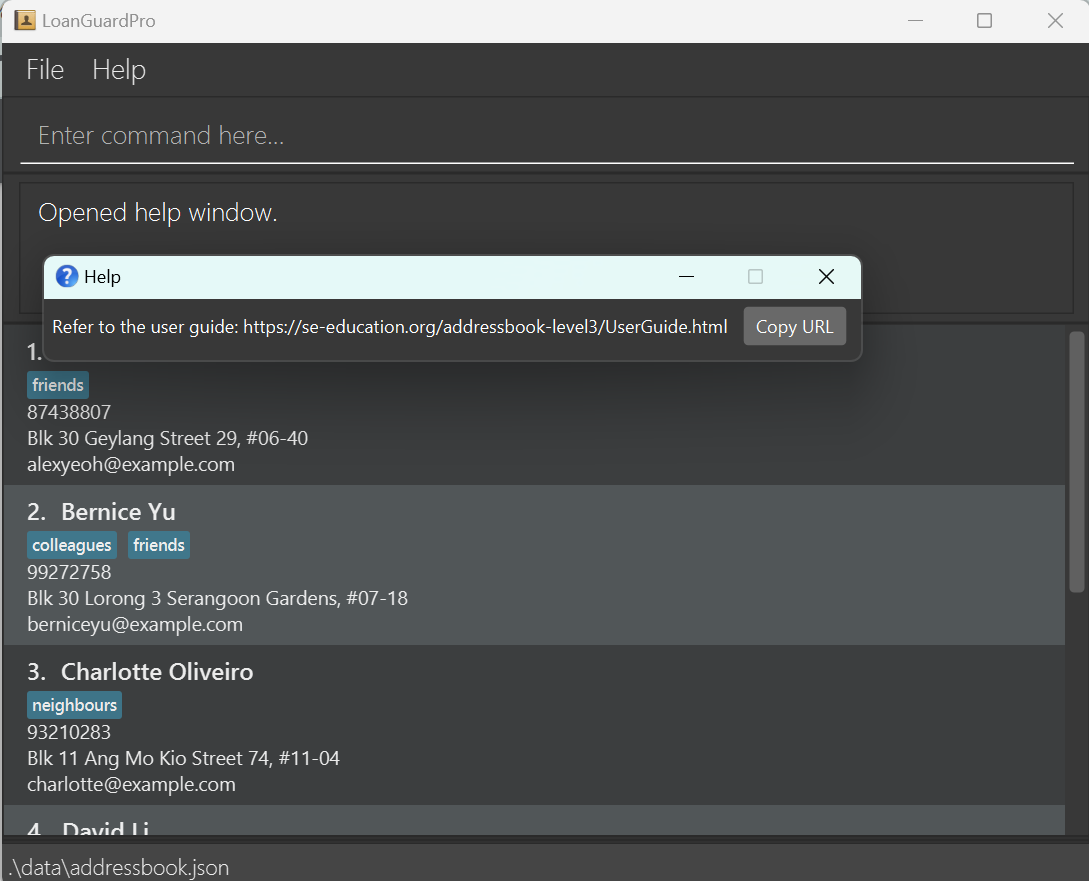 LoanGuardPro
File Help
Enter command here...
Opened help window.
Help
Refer to the user guide: https://se-education.org/addressbook-level3/UserGuide.html Copy URL
1.
friends
87438807
Blk 30 Geylang Street 29, #06-40
alexyeoh@example.com
2. Bernice Yu
colleagues friends
99272758
Blk 30 Lorong 3 Serangoon Gardens, #07-18
berniceyu@example.com
3. Charlotte Oliveiro
neighbours
93210283
Blk 11 Ang Mo Kio Street 74, #11-04
charlotte@example.com
4. David Li
.\data\addressbook.json